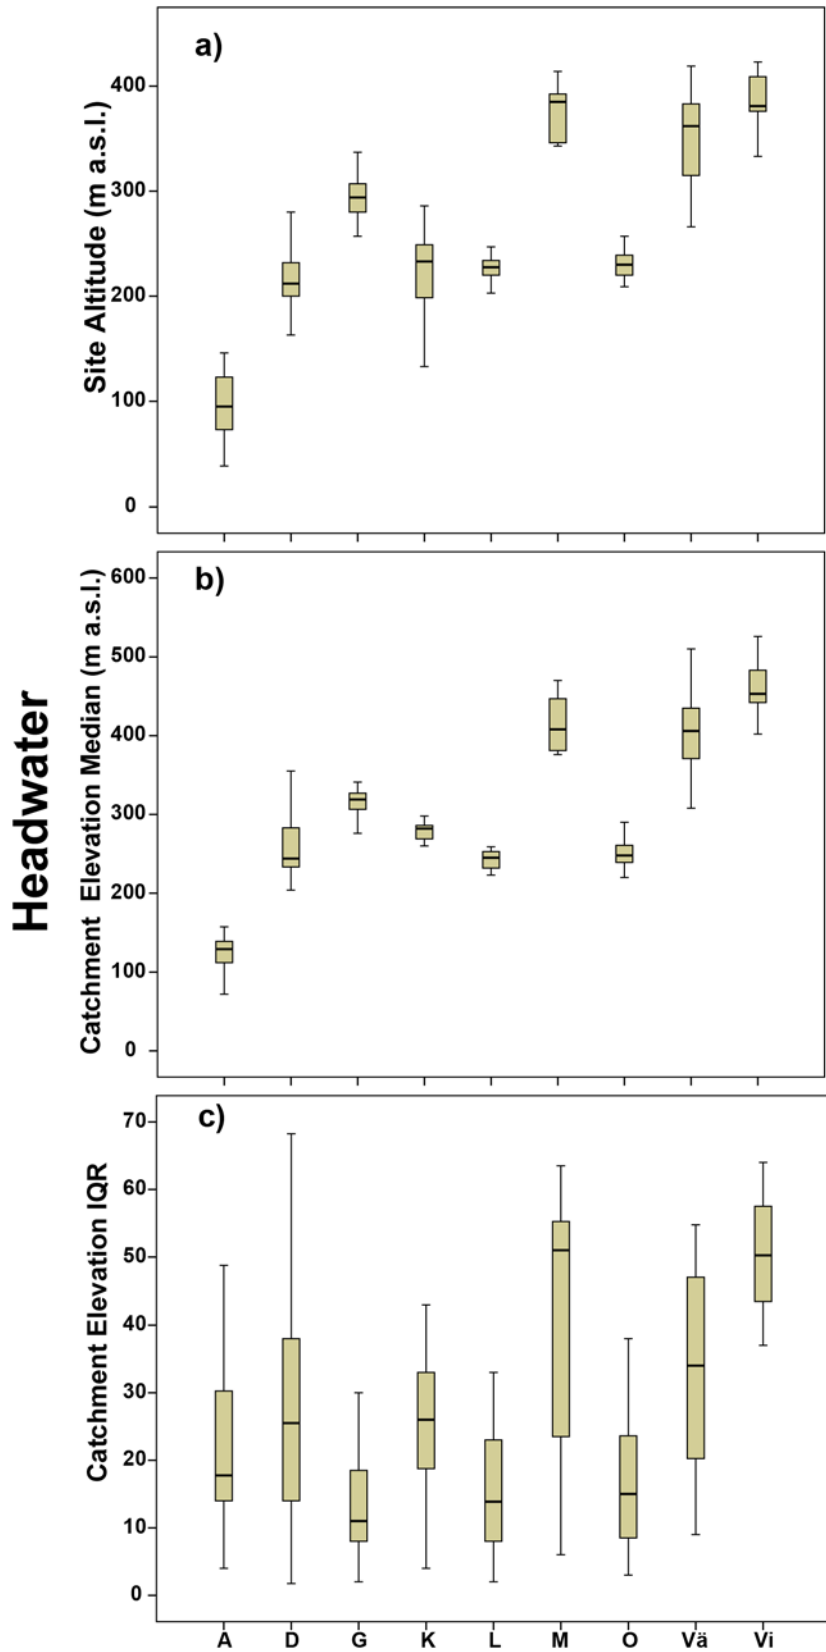 Headwater
a)
Site Altitude (m a.s.l.)
400
300
200
100
0
b)
Catchment Elevation Median (m a.s.l.)
600
500
400
300
200
100
0
c)
Catchment Elevation IQR
70
60
50
40
30
20
10
0
A D G K L M O Vä Vi